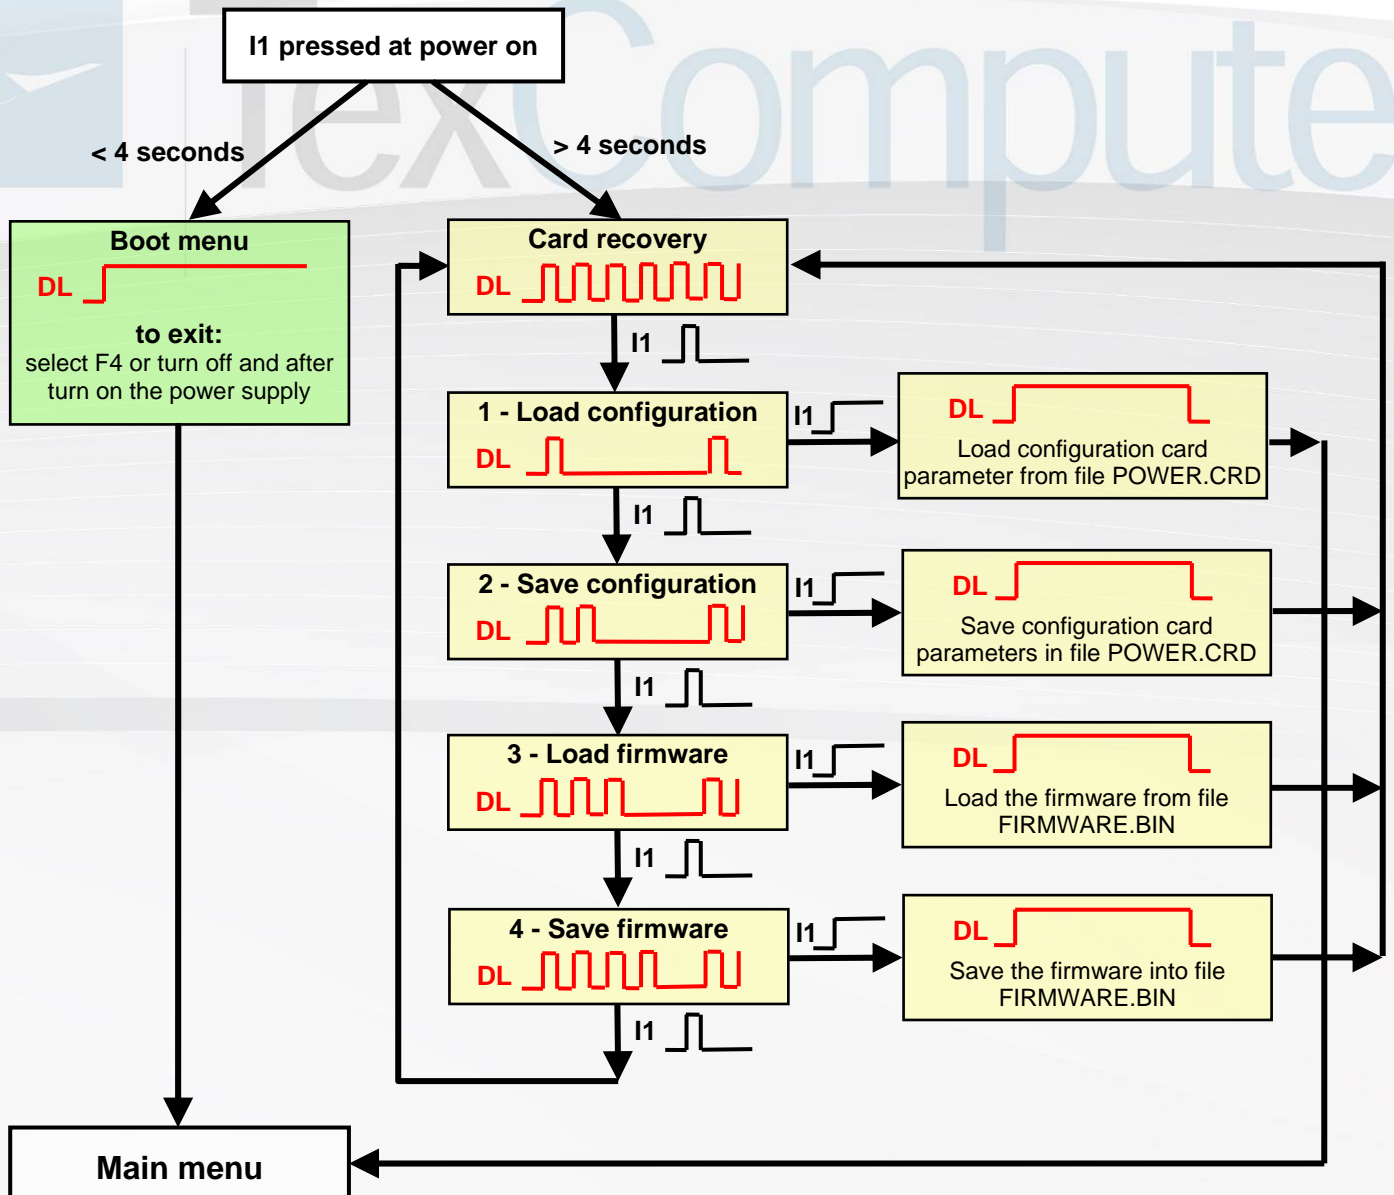 TexCompute
I1 pressed at power on
< 4 seconds
> 4 seconds
Boot menu
DL
to exit:
select F4 or turn off and after
turn on the power supply
Card recovery
DL
I1
1 - Load configuration
DL
I1
DL
Load configuration card
parameter from file POWER.CRD
I1
2 - Save configuration
DL
I1
DL
Save configuration card
parameters in file POWER.CRD
I1
3 - Load firmware
DL
I1
DL
Load the firmware from file
FIRMWARE.BIN
I1
4 - Save firmware
DL
I1
DL
Save the firmware into file
FIRMWARE.BIN
I1
Main menu